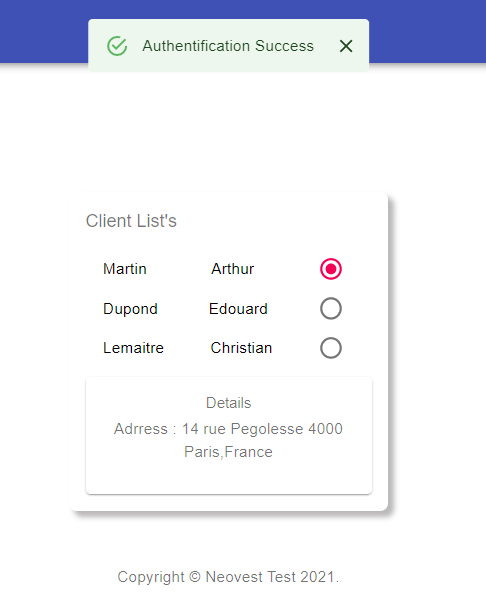 Authentification Success
Client List's
Martin Arthur
Dupond Edouard
Lemaitre Christian
Details
Adrress : 14 rue Pegolesse 4000
Paris,France
Copyright © Neovest Test 2021.